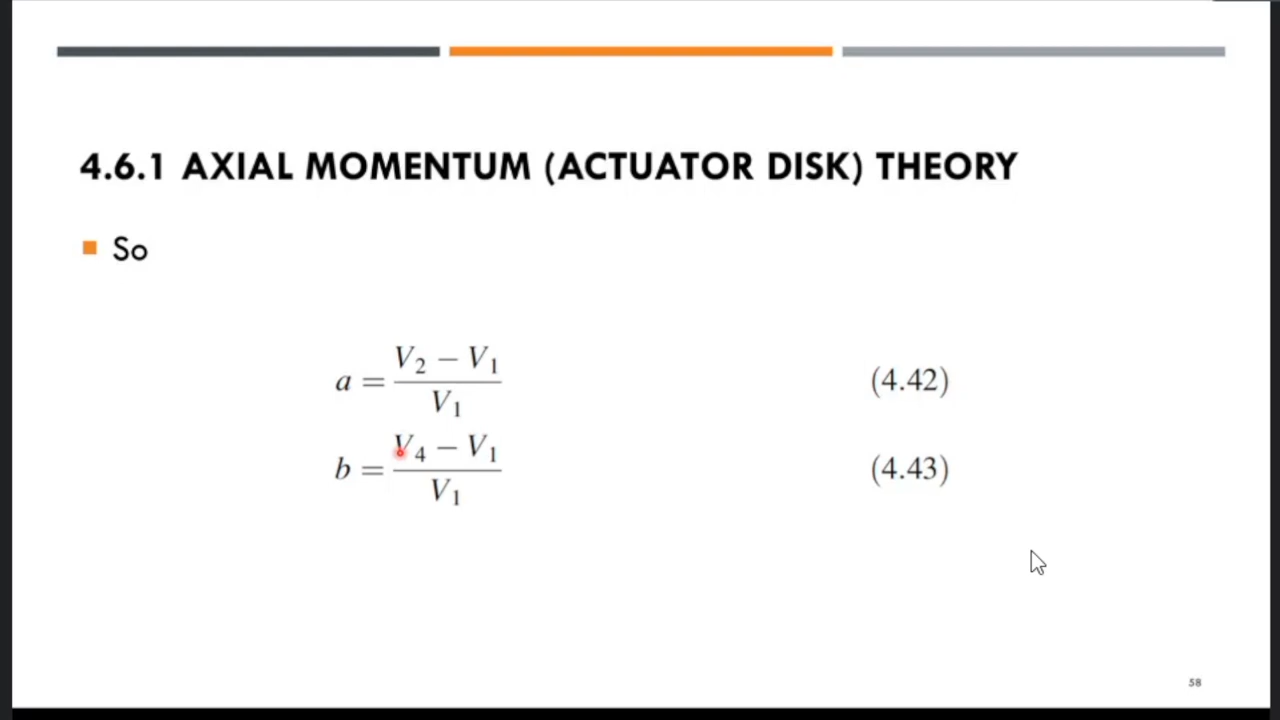 4.6.1 AXIAL MOMENTUM (ACTUATOR DISK) THEORY
So
a = (V₂ − V₁) / V₁ (4.42)
b = (V₄ − V₁) / V₁ (4.43)
58